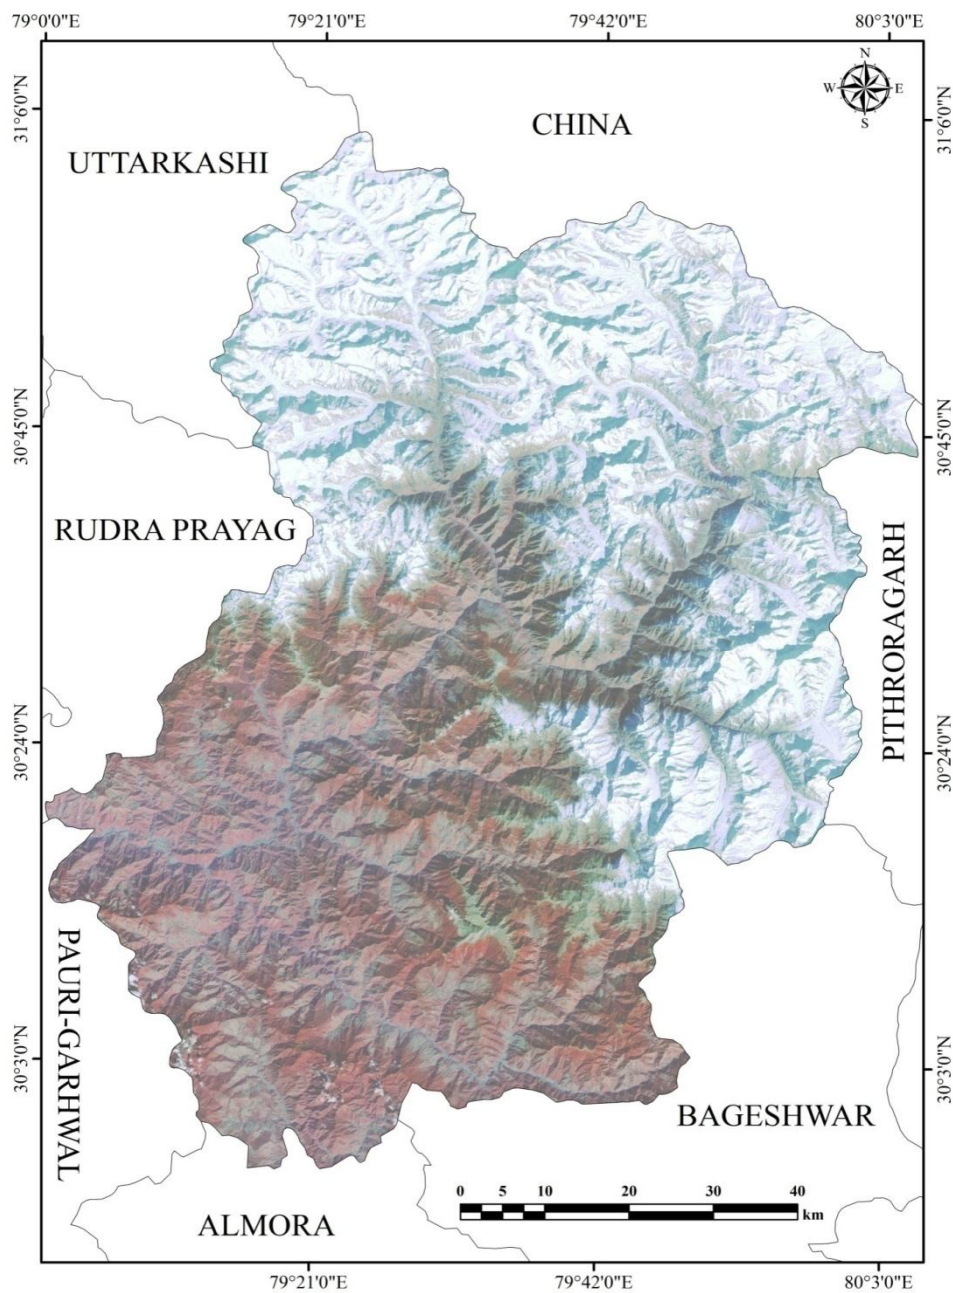 79°0'0"E
79°21'0"E
79°42'0"E
80°3'0"E
31°6'0"N
31°6'0"N
N
W
E
S
CHINA
UTTARKASHI
30°45'0"N
30°45'0"N
RUDRA PRAYAG
PITHRORAGARH
30°24'0"N
30°24'0"N
PAURI-GARHWAL
30°3'0"N
30°3'0"N
BAGESHWAR
ALMORA
0 5 10 20 30 40
km
79°21'0"E
79°42'0"E
80°3'0"E